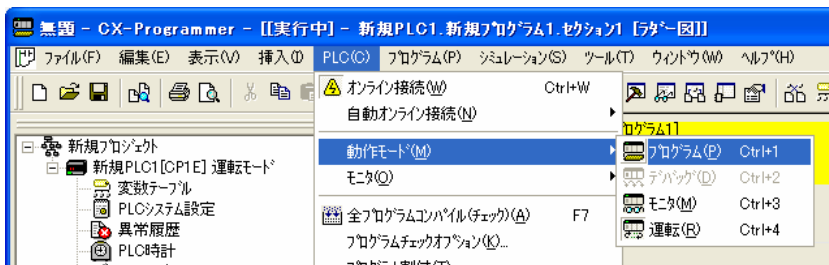 無題 - CX-Programmer - [[実行中] - 新規PLC1.新規ﾌﾟﾛｸﾞﾗﾑ1.ｾｸｼｮﾝ1 [ﾗﾀﾞｰ図]]
ﾌｧｲﾙ(F) 編集(E) 表示(V) 挿入(I) PLC(C) ﾌﾟﾛｸﾞﾗﾑ(P) ｼﾐｭﾚｰｼｮﾝ(S) ﾂｰﾙ(T) ｳｨﾝﾄﾞｳ(W) ﾍﾙﾌﾟ(H)
ｵﾝﾗｲﾝ接続(W) Ctrl+W
自動ｵﾝﾗｲﾝ接続(N)
動作ﾓｰﾄﾞ(M)
ﾓﾆﾀ(O)
全ﾌﾟﾛｸﾞﾗﾑｺﾝﾊﾟｲﾙ(ﾁｪｯｸ)(A) F7
ﾌﾟﾛｸﾞﾗﾑﾁｪｯｸｵﾌﾟｼｮﾝ(K)...
ﾌﾟﾛｸﾞﾗﾑ1]
ﾌﾟﾛｸﾞﾗﾑ(P) Ctrl+1
ﾃﾞﾊﾞｯｸﾞ(D) Ctrl+2
ﾓﾆﾀ(M) Ctrl+3
運転(R) Ctrl+4
新規ﾌﾟﾛｼﾞｪｸﾄ
新規PLC1[CP1E] 運転ﾓｰﾄﾞ
変数ﾃｰﾌﾞﾙ
PLCｼｽﾃﾑ設定
異常履歴
PLC時計